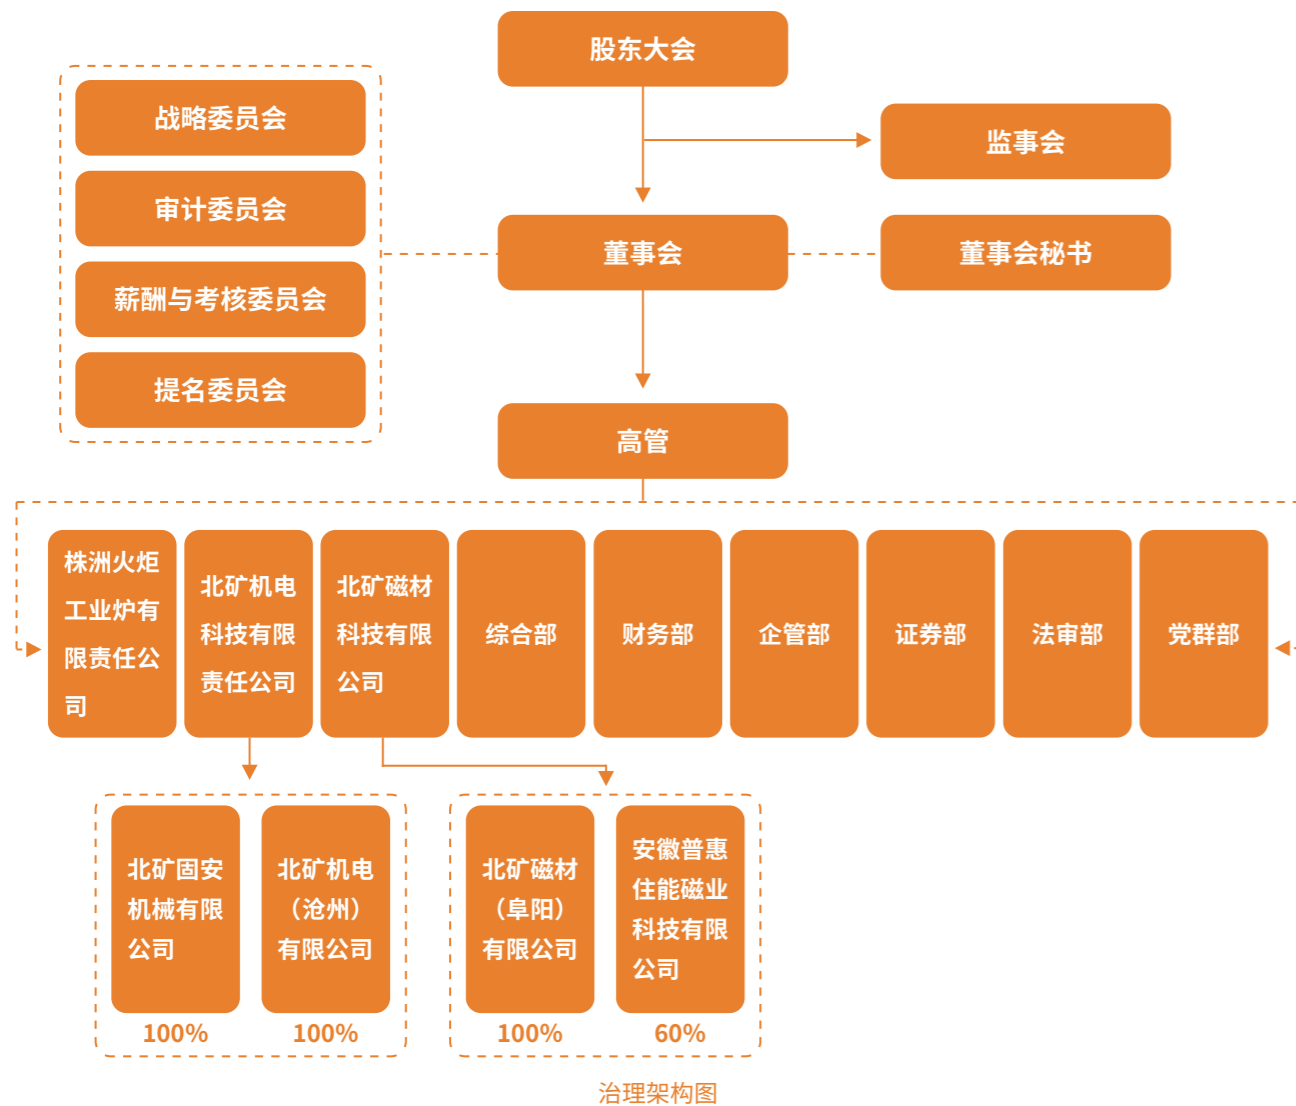 股东大会
战略委员会
监事会
审计委员会
董事会
董事会秘书
薪酬与考核委员会
提名委员会
高管
株洲火炬
工业炉有
限责任公
司
北矿机电
科技有限
责任公司
北矿磁材
科技有限
公司
综合部
财务部
企管部
证券部
法审部
党群部
北矿固安
机械有限
公司
100%
北矿机电
（沧州）
有限公司
100%
北矿磁材
（阜阳）
有限公司
100%
安徽普惠
住能磁业
科技有限
公司
60%
治理架构图